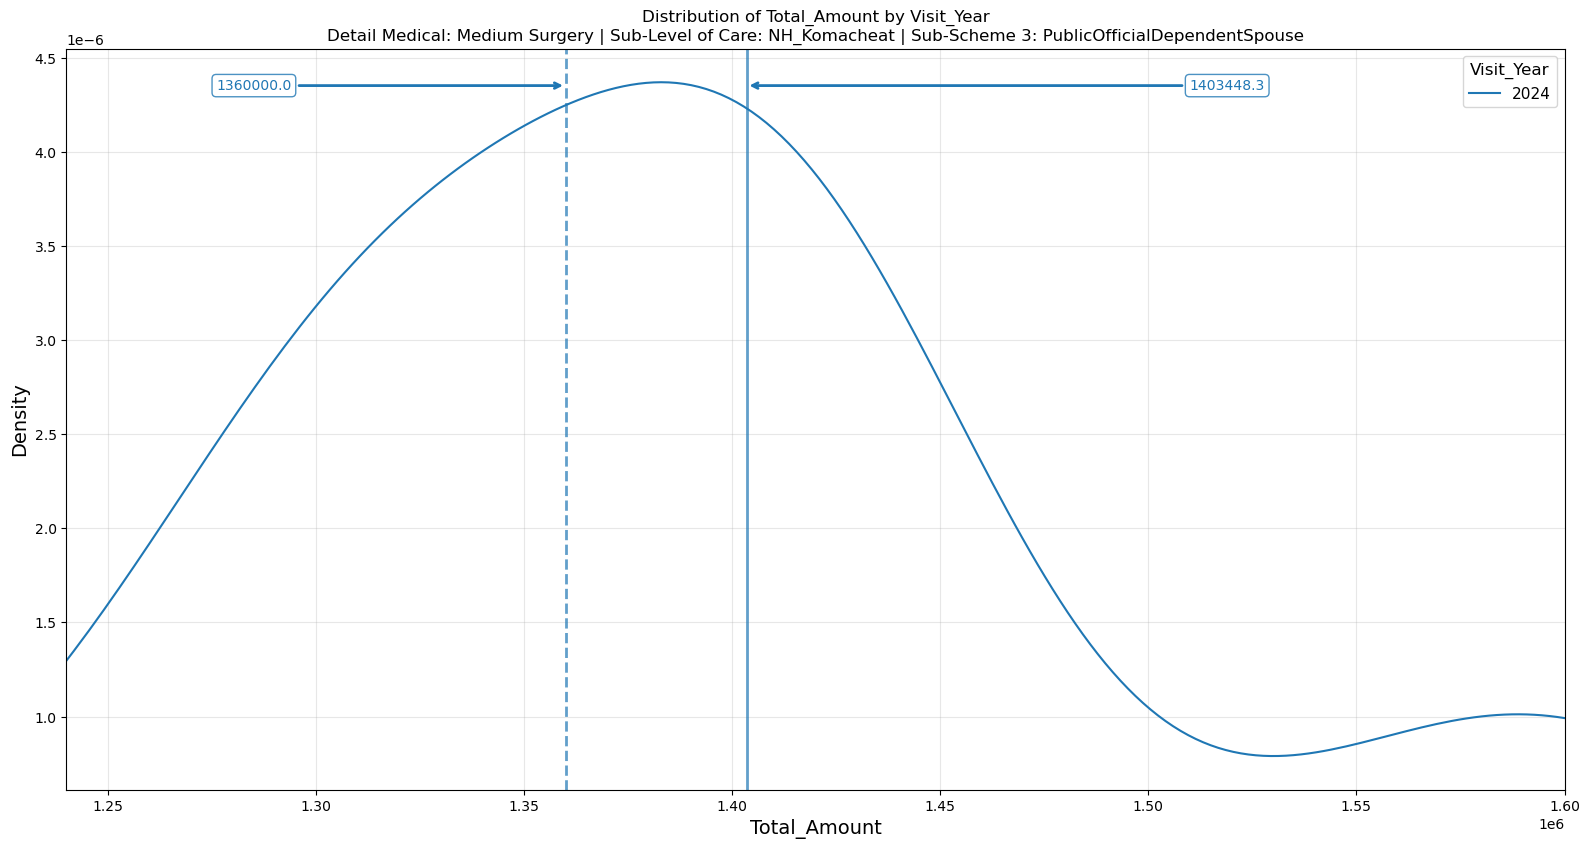 Distribution of Total_Amount by Visit_Year
Detail Medical: Medium Surgery | Sub-Level of Care: NH_Komacheat | Sub-Scheme 3: PublicOfficialDependentSpouse
1e−6
4.5
4.0
3.5
3.0
2.5
2.0
1.5
1.0
Density
1360000.0
1403448.3
Visit_Year
2024
1.25 1.30 1.35 1.40 1.45 1.50 1.55 1.60
1e6
Total_Amount